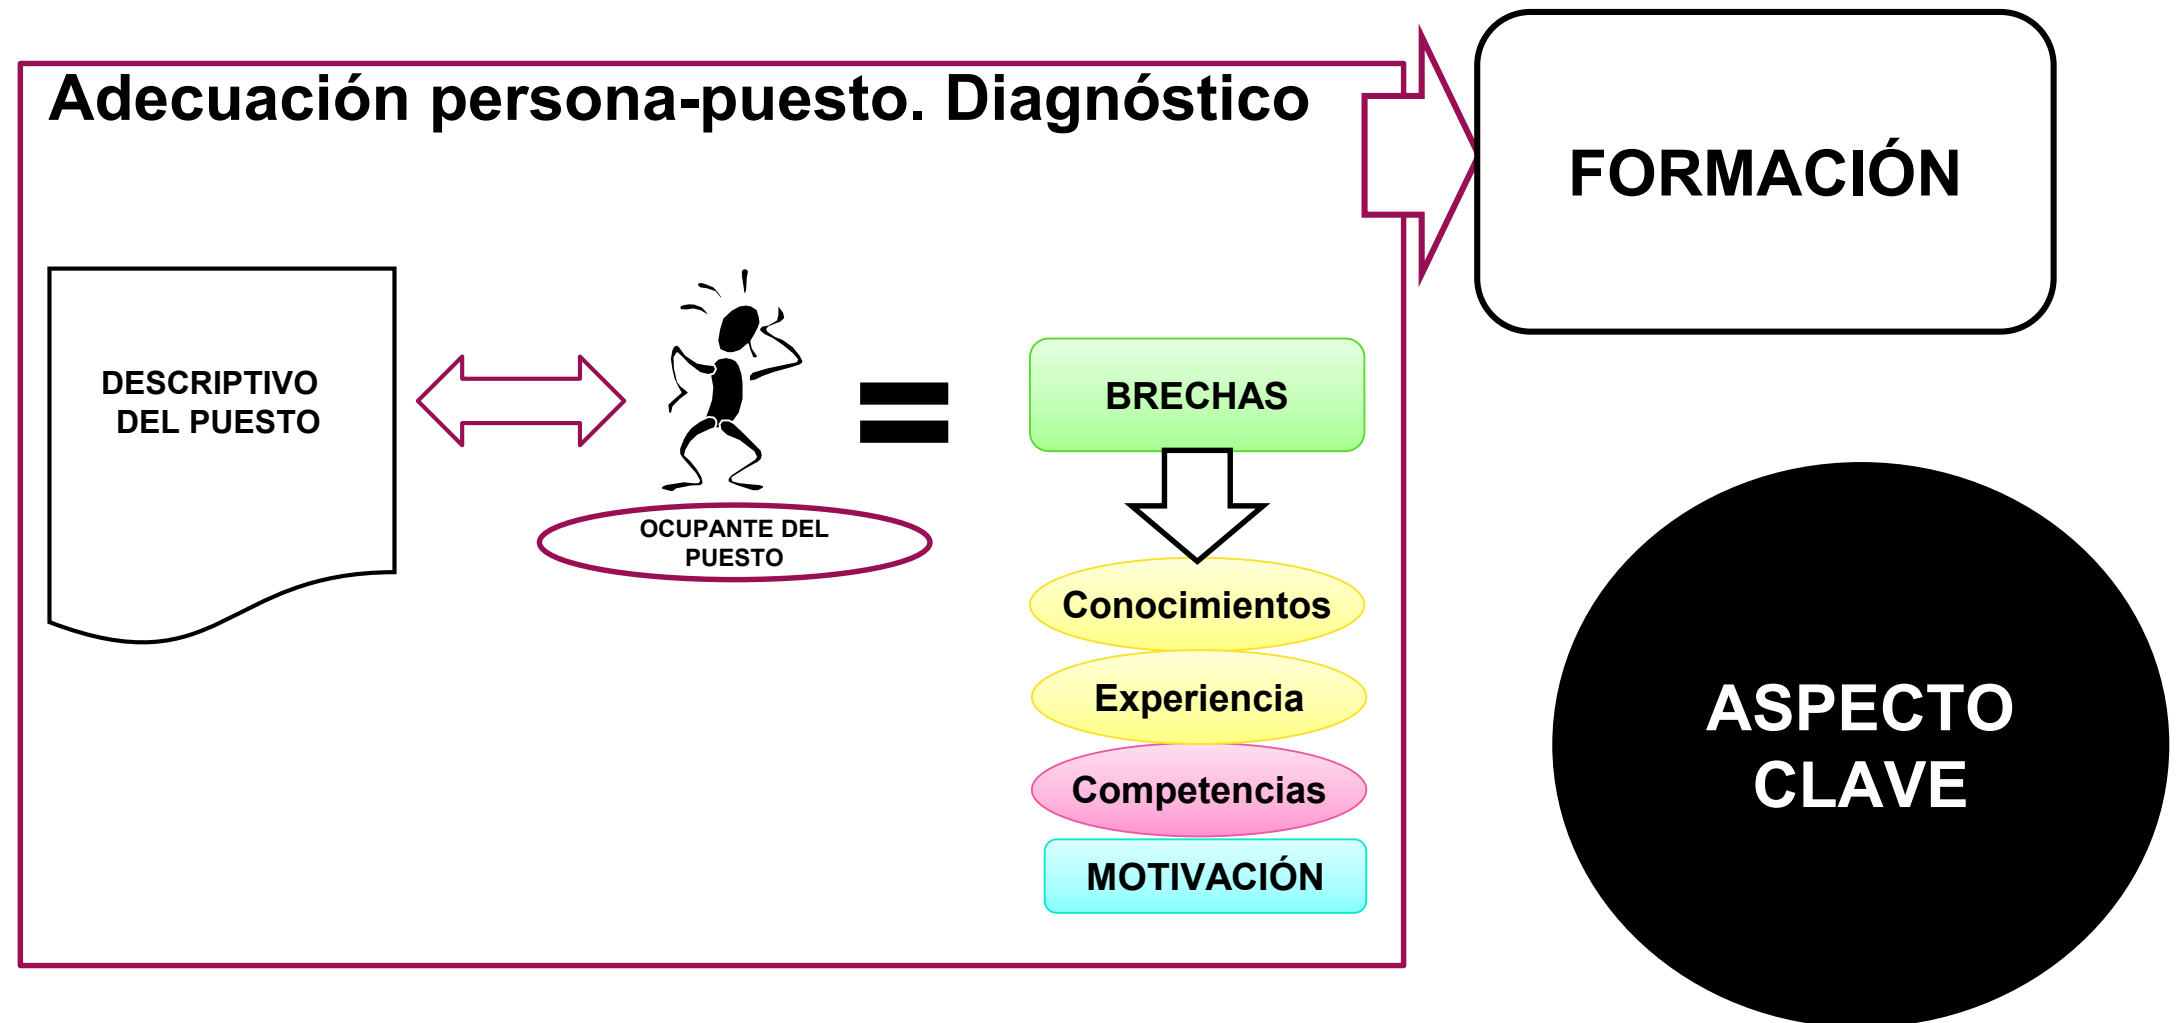 Adecuación persona-puesto. Diagnóstico
FORMACIÓN
DESCRIPTIVO
DEL PUESTO
OCUPANTE DEL
PUESTO
BRECHAS
Conocimientos
Experiencia
Competencias
MOTIVACIÓN
ASPECTO
CLAVE